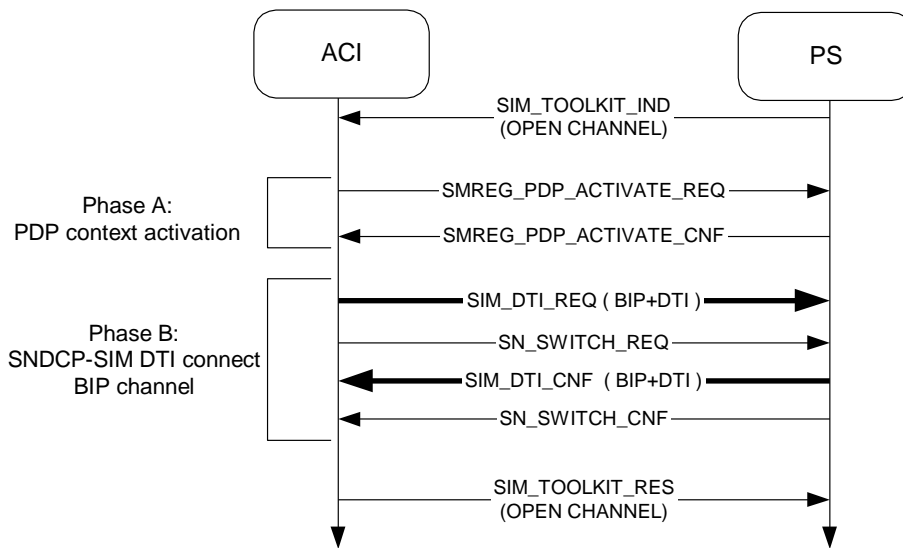 ACI
PS
SIM_TOOLKIT_IND
(OPEN CHANNEL)
Phase A:
PDP context activation
SMREG_PDP_ACTIVATE_REQ
SMREG_PDP_ACTIVATE_CNF
Phase B:
SNDCP-SIM DTI connect
BIP channel
SIM_DTI_REQ ( BIP+DTI )
SN_SWITCH_REQ
SIM_DTI_CNF ( BIP+DTI )
SN_SWITCH_CNF
SIM_TOOLKIT_RES
(OPEN CHANNEL)